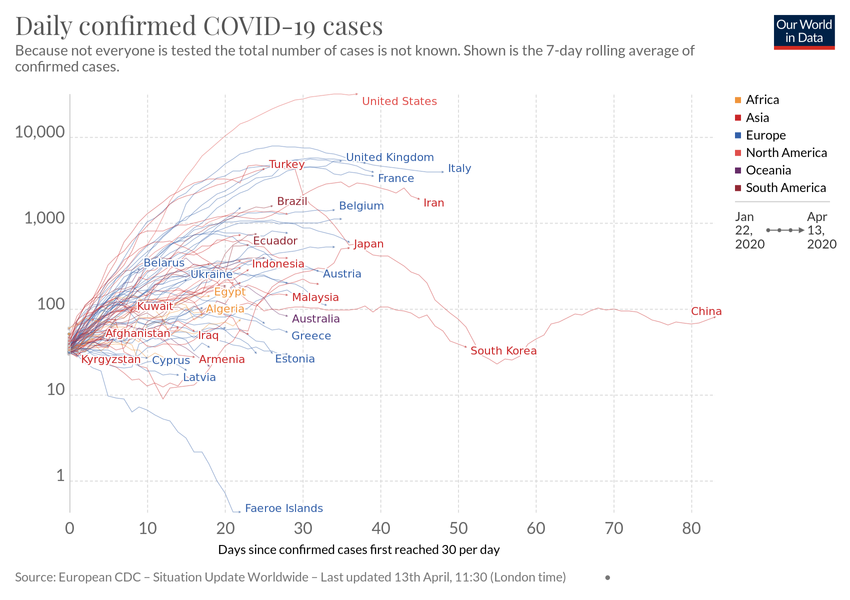 Daily confirmed COVID-19 cases
Because not everyone is tested the total number of cases is not known. Shown is the 7-day rolling average of
confirmed cases.
Our World
in Data
10,000
1,000
100
10
1
United States
Turkey
United Kingdom
Italy
France
Iran
Brazil
Belgium
Ecuador
Japan
Belarus
Indonesia
Ukraine
Austria
Egypt
Malaysia
Kuwait
Algeria
Australia
Afghanistan
Iraq
Greece
China
South Korea
Kyrgyzstan
Cyprus
Armenia
Estonia
Latvia
Faeroe Islands
0
10
20
30
40
50
60
70
80
Days since confirmed cases first reached 30 per day
Africa
Asia
Europe
North America
Oceania
South America
Jan
22,
2020
Apr
13,
2020
Source: European CDC – Situation Update Worldwide – Last updated 13th April, 11:30 (London time)